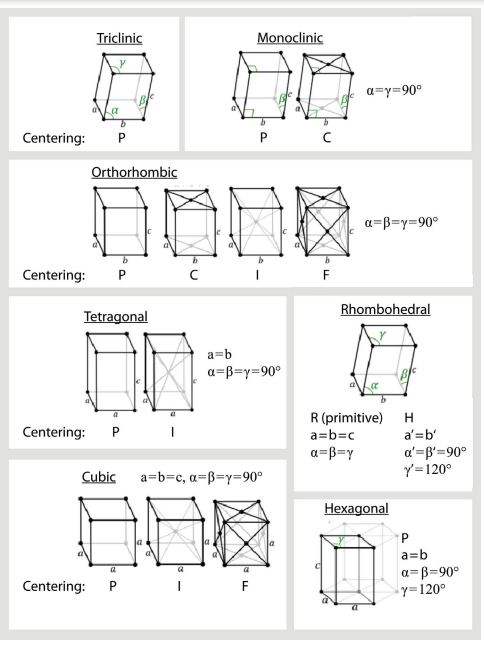 Triclinic
γ
a α β c
b
Centering: P
Monoclinic
a β c a β c
b b
P C
α=γ=90°
Orthorhombic
a c a c a c a c
b b b b
α=β=γ=90°
Centering: P C I F
Tetragonal
a c a c
a a
a=b
α=β=γ=90°
Centering: P I
Rhombohedral
γ
a α β c
b
R (primitive) H
a=b=c a′=b′
α=β=γ α′=β′=90°
γ′=120°
Cubic a=b=c, α=β=γ=90°
a a a a a a
a a a
Centering: P I F
Hexagonal
γ
c
a
a
P
a=b
α=β=90°
γ=120°